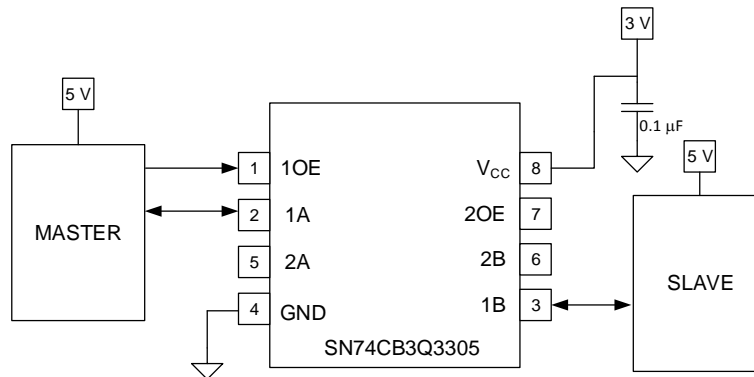 3 V
5 V
0.1 μF
5 V
1 1OE
VCC 8
2 1A
2OE 7
MASTER
5 2A
2B 6
SLAVE
4 GND
1B 3
SN74CB3Q3305